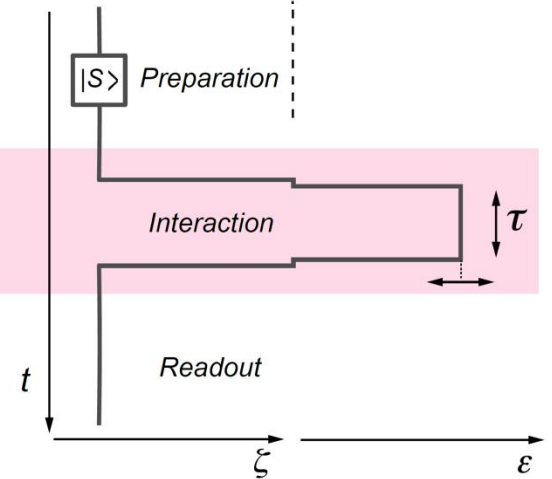 |S> Preparation
Interaction
τ
Readout
t
ζ
ε